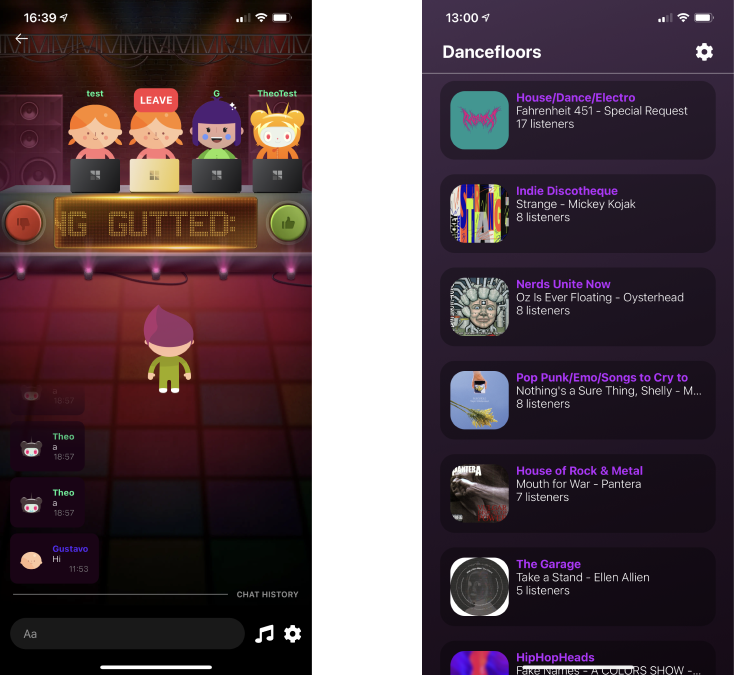 16:39
test
LEAVE
G
TheoTest
NG GUTTED:
18:57
Theo
a
18:57
Theo
a
18:57
Gustavo
Hi
11:53
CHAT HISTORY
Aa
13:00
Dancefloors
House/Dance/Electro
Fahrenheit 451 - Special Request
17 listeners
Indie Discotheque
Strange - Mickey Kojak
8 listeners
Nerds Unite Now
Oz Is Ever Floating - Oysterhead
8 listeners
Pop Punk/Emo/Songs to Cry to
Nothing's a Sure Thing, Shelly - M...
8 listeners
PANTERA
House of Rock & Metal
Mouth for War - Pantera
7 listeners
The Garage
Take a Stand - Ellen Allien
5 listeners
HipHopHeads
Fake Names - A COLORS SHOW -...